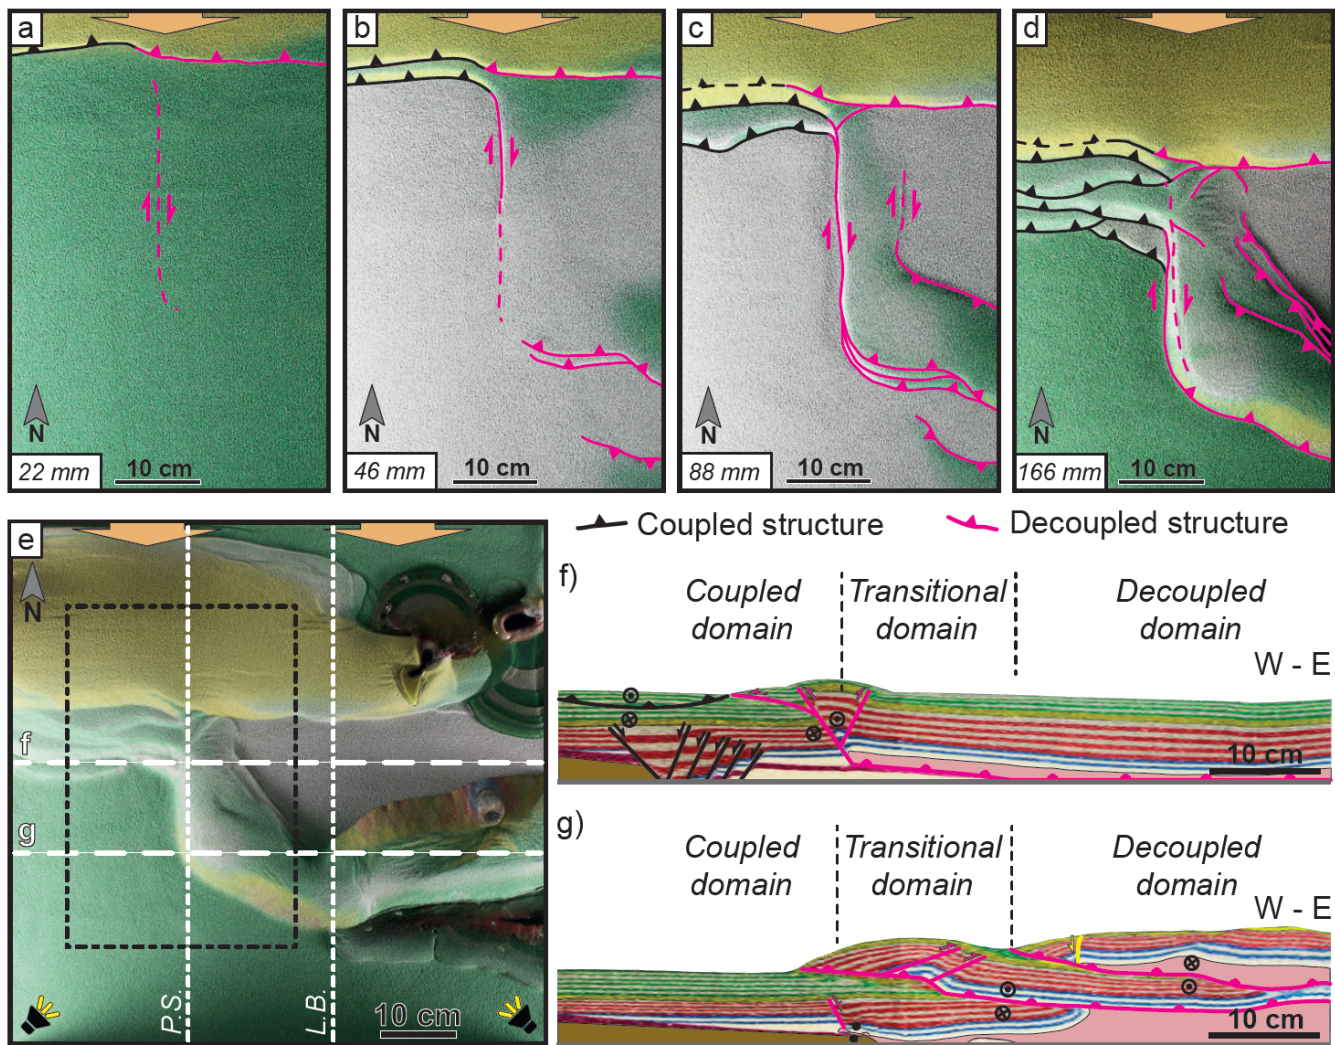 a
N
22 mm
10 cm
b
N
46 mm
10 cm
c
N
88 mm
10 cm
d
N
166 mm
10 cm
Coupled structure
Decoupled structure
e
N
f
g
P.S.
L.B.
10 cm
f)
Coupled domain
Transitional domain
Decoupled domain
W - E
10 cm
g)
Coupled domain
Transitional domain
Decoupled domain
W - E
10 cm